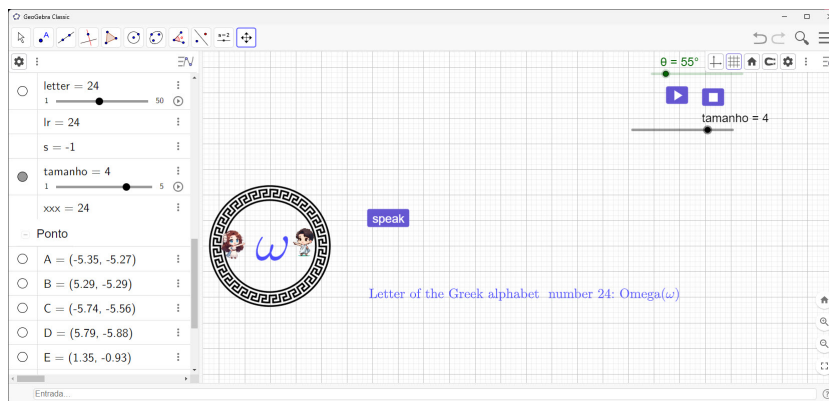 GeoGebra Classic
letter = 24
1 50
lr = 24
s = -1
tamanho = 4
1 5
xxx = 24
Ponto
A = (-5.35, -5.27)
B = (5.29, -5.29)
C = (-5.74, -5.56)
D = (5.79, -5.88)
E = (1.35, -0.93)
Entrada...
θ = 55°
tamanho = 4
speak
ω
Letter of the Greek alphabet number 24: Omega(ω)